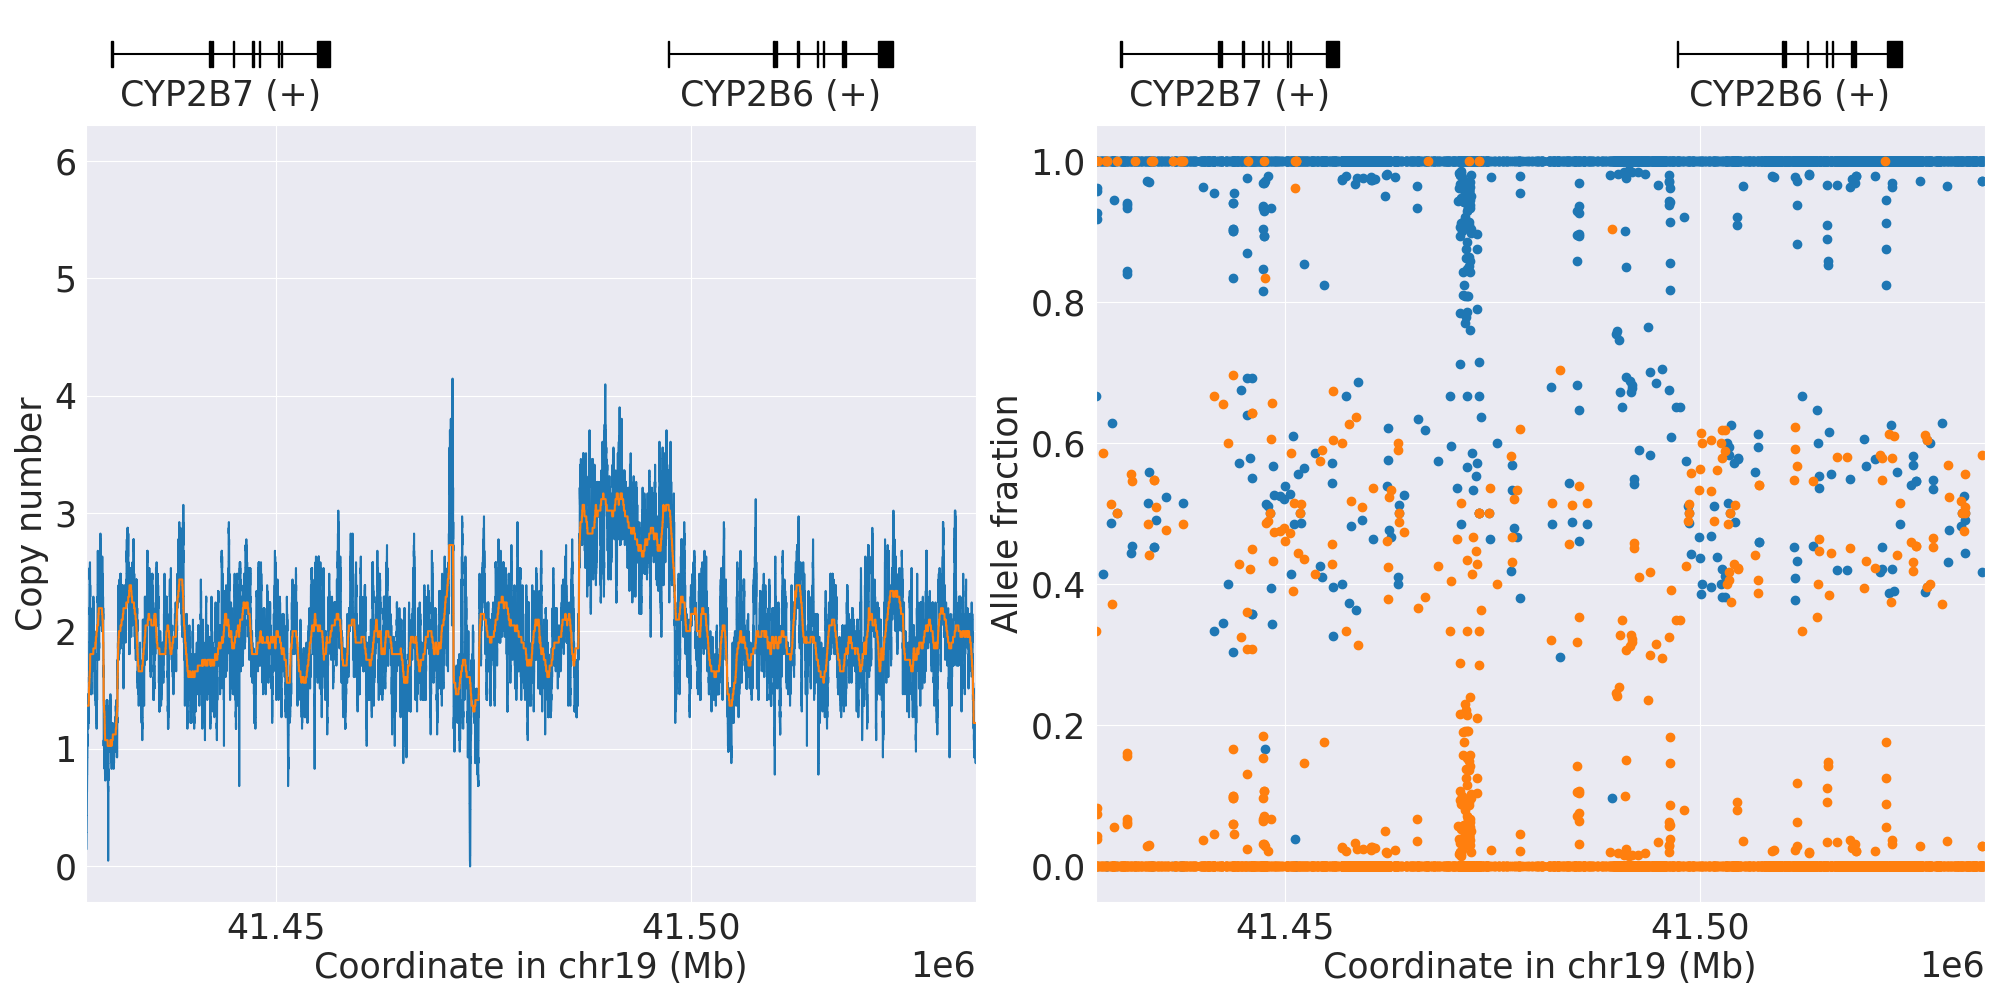 CYP2B7 (+)
CYP2B6 (+)
6
5
4
3
2
1
0
Copy number
41.45
41.50
Coordinate in chr19 (Mb)
1e6
CYP2B7 (+)
CYP2B6 (+)
1.0
0.8
0.6
0.4
0.2
0.0
Allele fraction
41.45
41.50
Coordinate in chr19 (Mb)
1e6